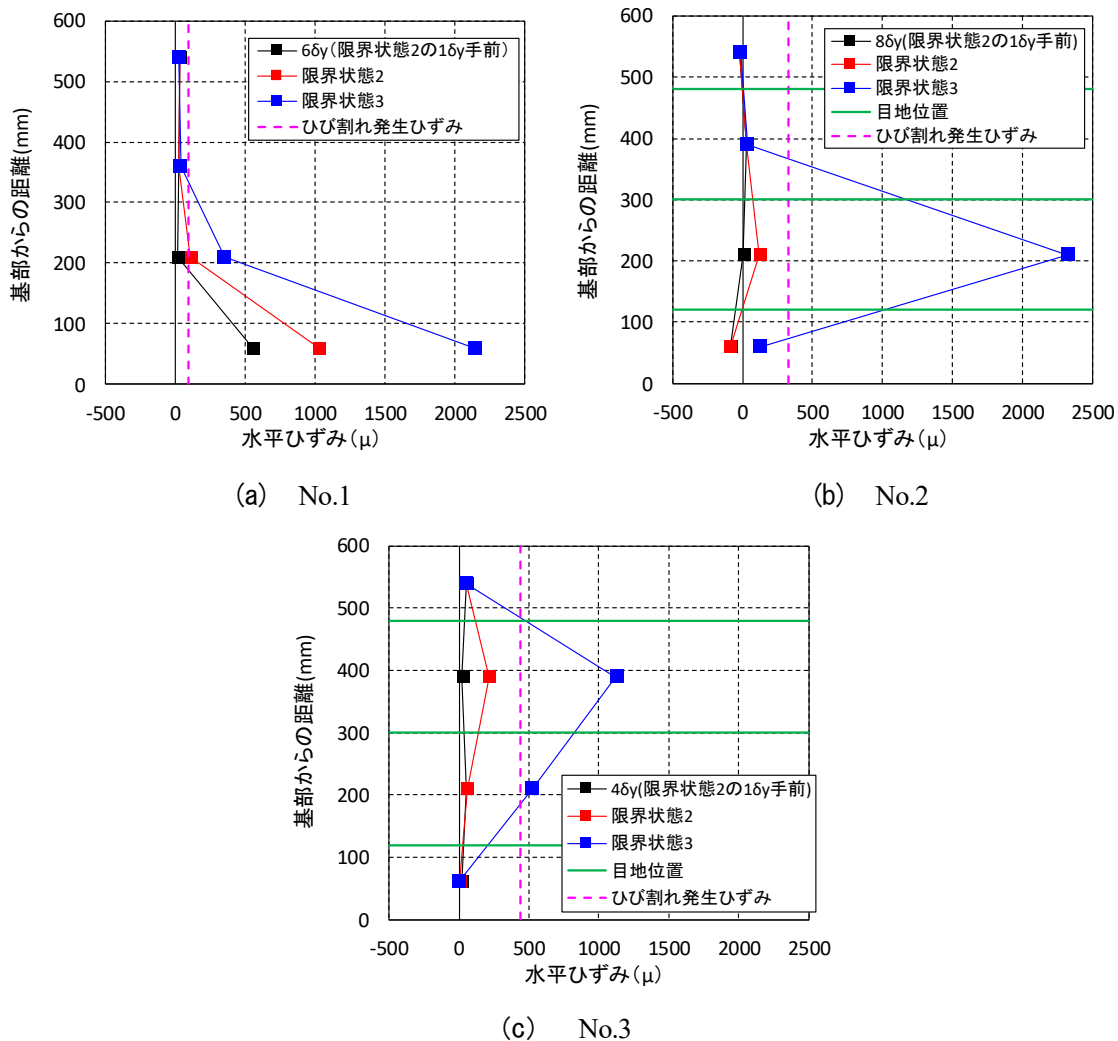 600
500
400
300
200
100
0
-500 0 500 1000 1500 2000 2500
基部からの距離(mm)
水平ひずみ(μ)
6δy(限界状態2の1δy手前)
限界状態2
限界状態3
ひび割れ発生ひずみ
(a) No.1
600
500
400
300
200
100
0
-500 0 500 1000 1500 2000 2500
基部からの距離(mm)
水平ひずみ(μ)
8δy(限界状態2の1δy手前)
限界状態2
限界状態3
目地位置
ひび割れ発生ひずみ
(b) No.2
600
500
400
300
200
100
0
-500 0 500 1000 1500 2000 2500
基部からの距離(mm)
水平ひずみ(μ)
4δy(限界状態2の1δy手前)
限界状態2
限界状態3
目地位置
ひび割れ発生ひずみ
(c) No.3